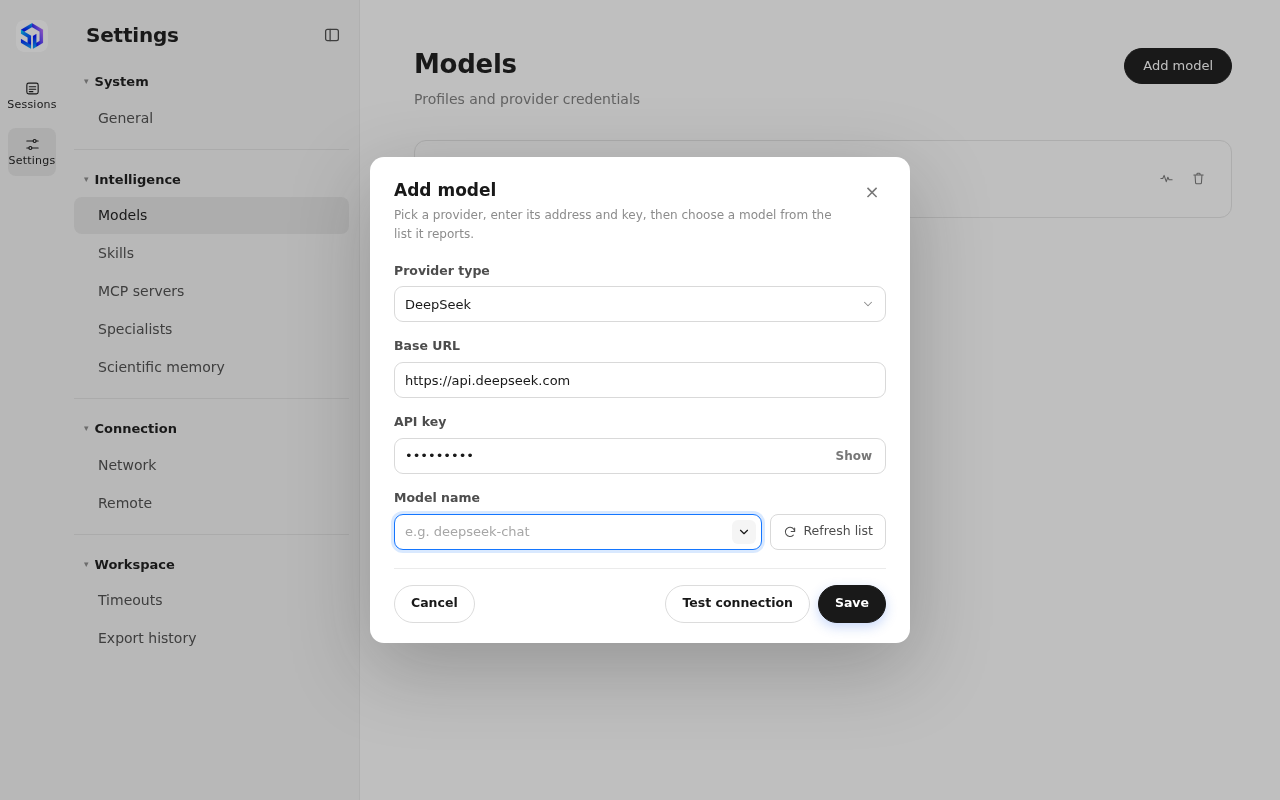 Settings
Sessions
Settings
System
General
Intelligence
Models
Skills
MCP servers
Specialists
Scientific memory
Connection
Network
Remote
Workspace
Timeouts
Export history
Models
Profiles and provider credentials
Add model
Add model
Pick a provider, enter its address and key, then choose a model from the
list it reports.
Provider type
DeepSeek
Base URL
https://api.deepseek.com
API key
•••••••••
Show
Model name
e.g. deepseek-chat
Refresh list
Cancel
Test connection
Save